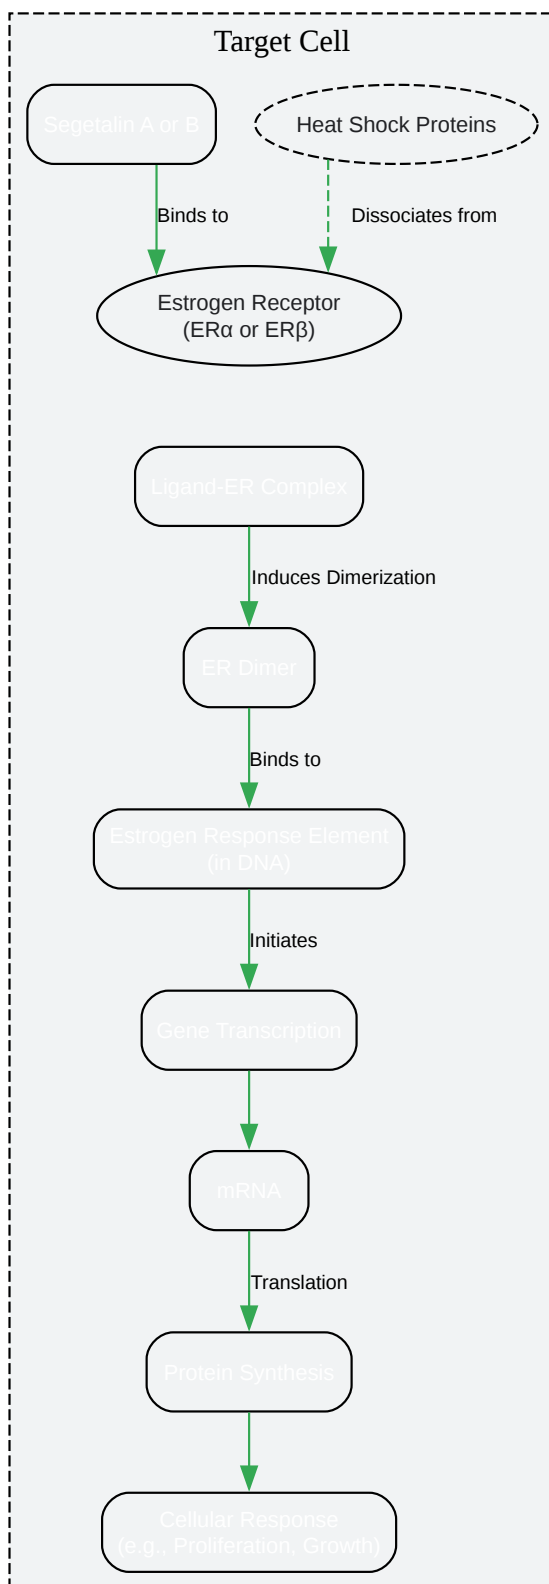 Target Cell
Segetalin A or B
Heat Shock Proteins
Binds to
Dissociates from
Estrogen Receptor
(ERα or ERβ)
Ligand-ER Complex
Induces Dimerization
ER Dimer
Binds to
Estrogen Response Element
(in DNA)
Initiates
Gene Transcription
mRNA
Translation
Protein Synthesis
Cellular Response
(e.g., Proliferation, Growth)